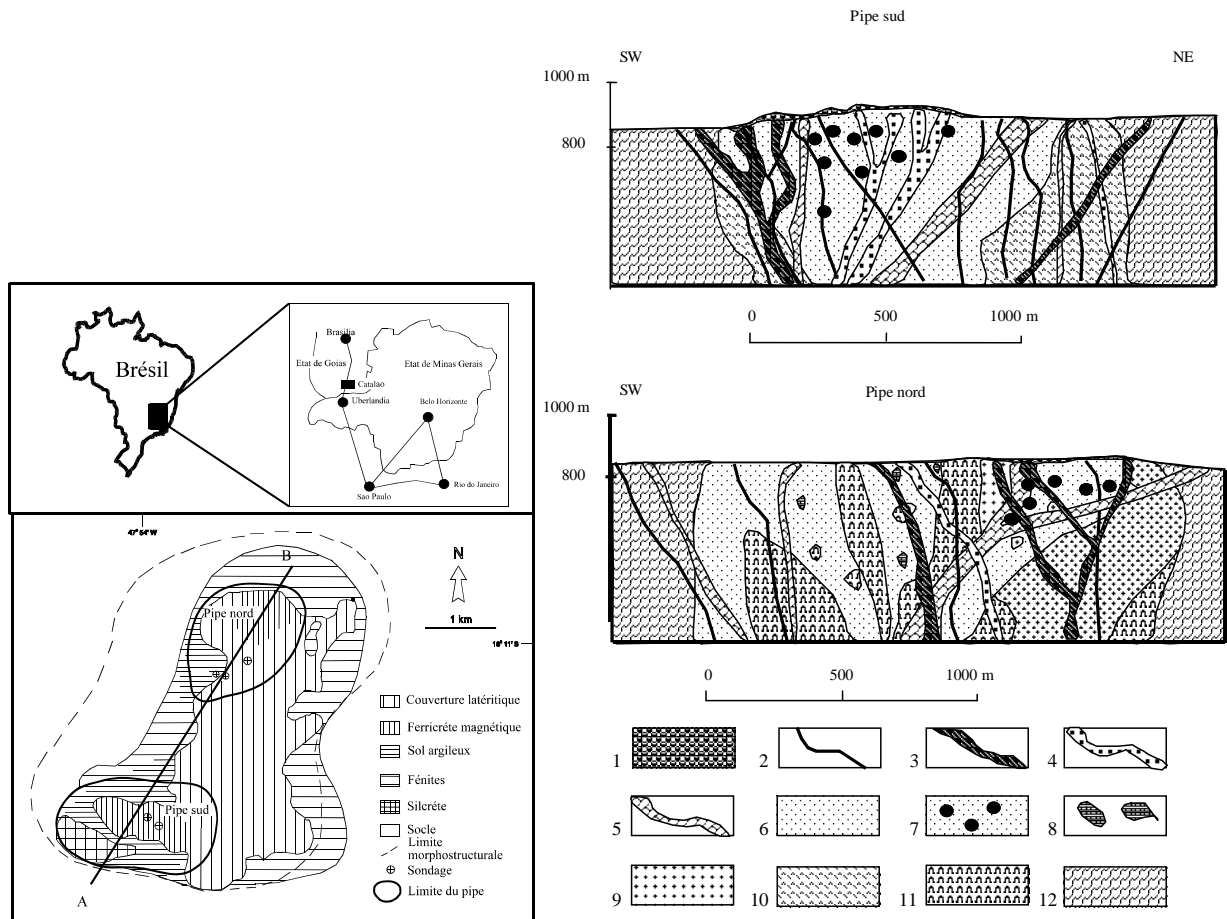 Pipe sud
SW NE
1000 m
800
0 500 1000 m
Pipe nord
SW
1000 m
800
0 500 1000 m
1 2 3 4
5 6 7 8
9 10 11 12
Brésil
Brasilia
Etat de Goias
Etat de Minas Gerais
Catalao
Uberlandia
Belo Horizonte
Sao Paulo
Rio do Janeiro
47° 54' W
B
N
1 km
18° 11' S
Pipe nord
Pipe sud
A
Couverture latéritique
Ferricréte magnétique
Sol argileux
Fénites
Silcréte
Socle
Limite
morphostructurale
Sondage
Limite du pipe